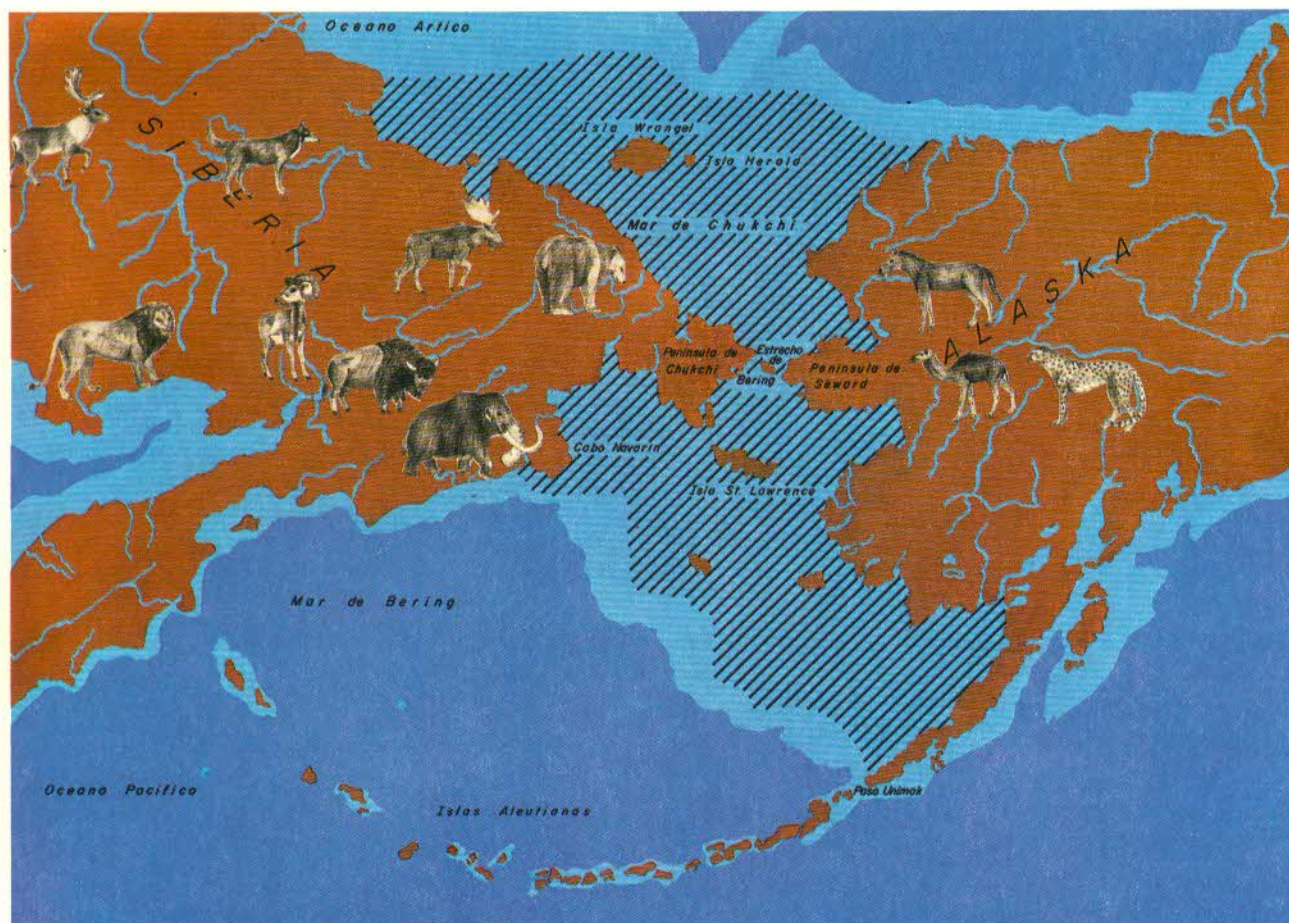 Oceano Artico
SIBERIA
Isla Wrangel
Isla Herald
Mar de Chukchi
ALASKA
Peninsula de
Chukchi
Estrecho
de
Bering
Peninsula de
Seward
Cabo Navarin
Isla St. Lawrence
Mar de Bering
Oceano Pacífico
Islas Aleutianas
Paso Unimak